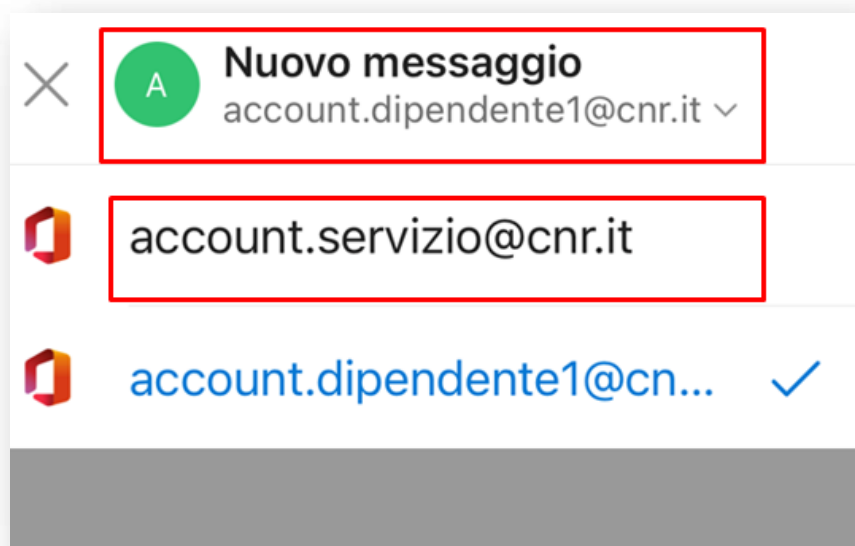 A
Nuovo messaggio
account.dipendente1@cnr.it
account.servizio@cnr.it
account.dipendente1@cn...